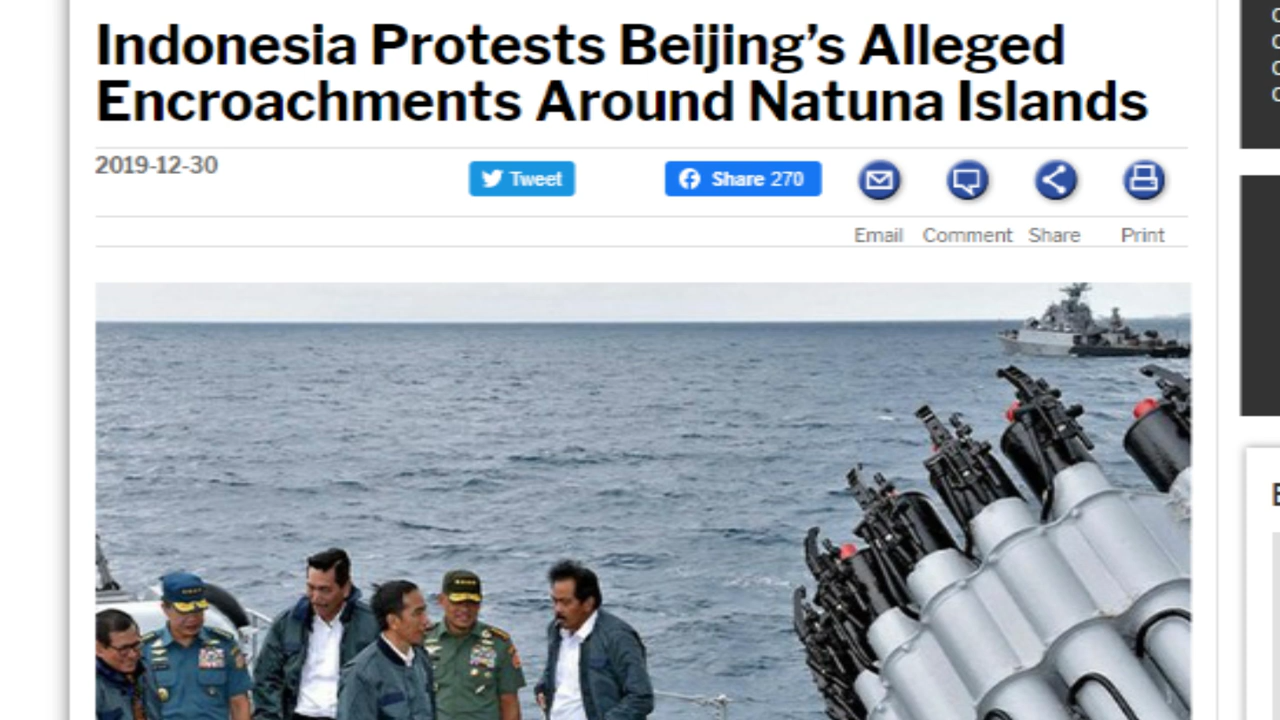 Indonesia Protests Beijing’s Alleged
Encroachments Around Natuna Islands
2019-12-30
Tweet
Share 270
Email Comment Share Print